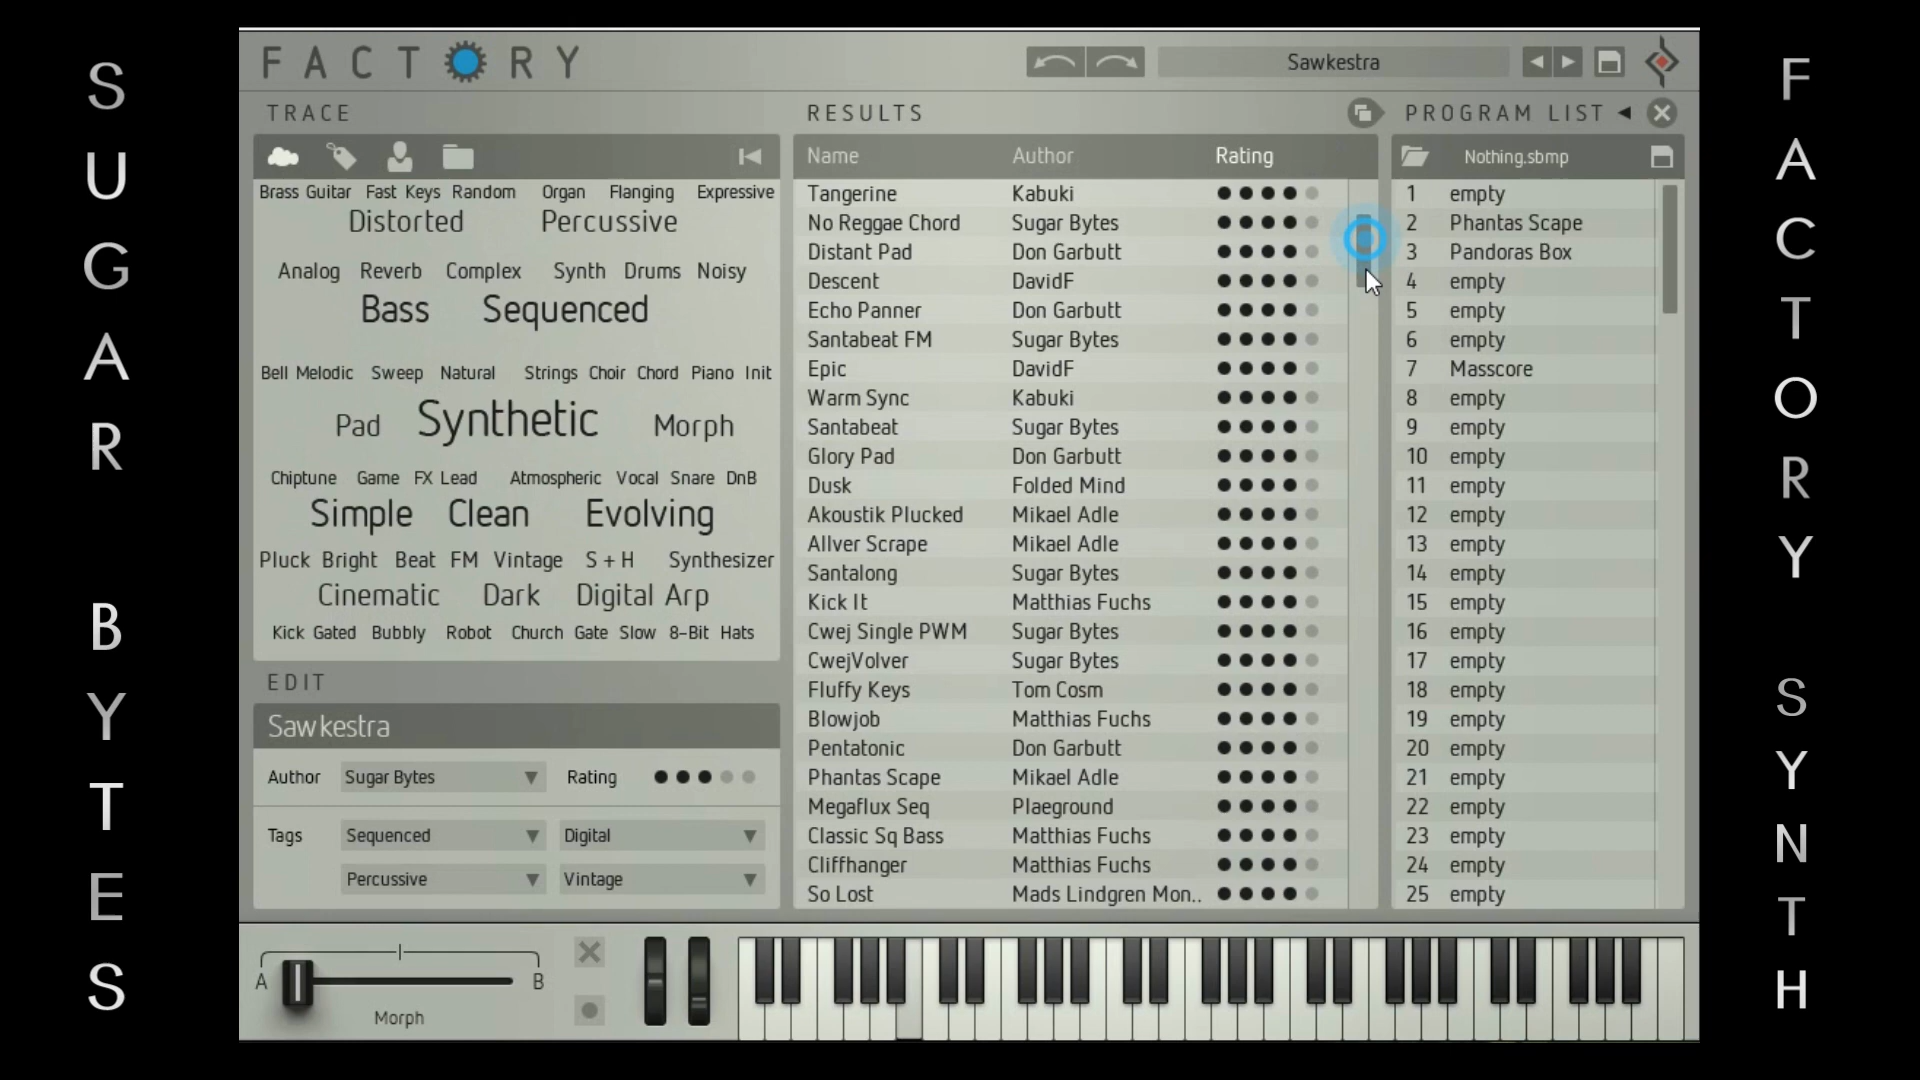 SUGAR BYTES
FACTORY
Sawkestra
TRACE
Brass Guitar Fast Keys Random Organ Flanging Expressive
Distorted Percussive
Analog Reverb Complex Synth Drums Noisy
Bass Sequenced
Bell Melodic Sweep Natural Strings Choir Chord Piano Init
Pad Synthetic Morph
Chiptune Game FX Lead Atmospheric Vocal Snare DnB
Simple Clean Evolving
Pluck Bright Beat FM Vintage S + H Synthesizer
Cinematic Dark Digital Arp
Kick Gated Bubbly Robot Church Gate Slow 8-Bit Hats
EDIT
Sawkestra
Author Sugar Bytes Rating
Tags Sequenced Digital
Percussive Vintage
RESULTS
Name Author Rating
Tangerine Kabuki
No Reggae Chord Sugar Bytes
Distant Pad Don Garbutt
Descent DavidF
Echo Panner Don Garbutt
Santabeat FM Sugar Bytes
Epic DavidF
Warm Sync Kabuki
Santabeat Sugar Bytes
Glory Pad Don Garbutt
Dusk Folded Mind
Akoustik Plucked Mikael Adle
Allver Scrape Mikael Adle
Santalong Sugar Bytes
Kick It Matthias Fuchs
Cwej Single PWM Sugar Bytes
CwejVolver Sugar Bytes
Fluffy Keys Tom Cosm
Blowjob Matthias Fuchs
Pentatonic Don Garbutt
Phantas Scape Mikael Adle
Megaflux Seq Plaeground
Classic Sq Bass Matthias Fuchs
Cliffhanger Matthias Fuchs
So Lost Mads Lindgren Mon..
PROGRAM LIST
Nothing.sbmp
1 empty
2 Phantas Scape
3 Pandoras Box
4 empty
5 empty
6 empty
7 Masscore
8 empty
9 empty
10 empty
11 empty
12 empty
13 empty
14 empty
15 empty
16 empty
17 empty
18 empty
19 empty
20 empty
21 empty
22 empty
23 empty
24 empty
25 empty
A B
Morph
FACTORY SYNTH